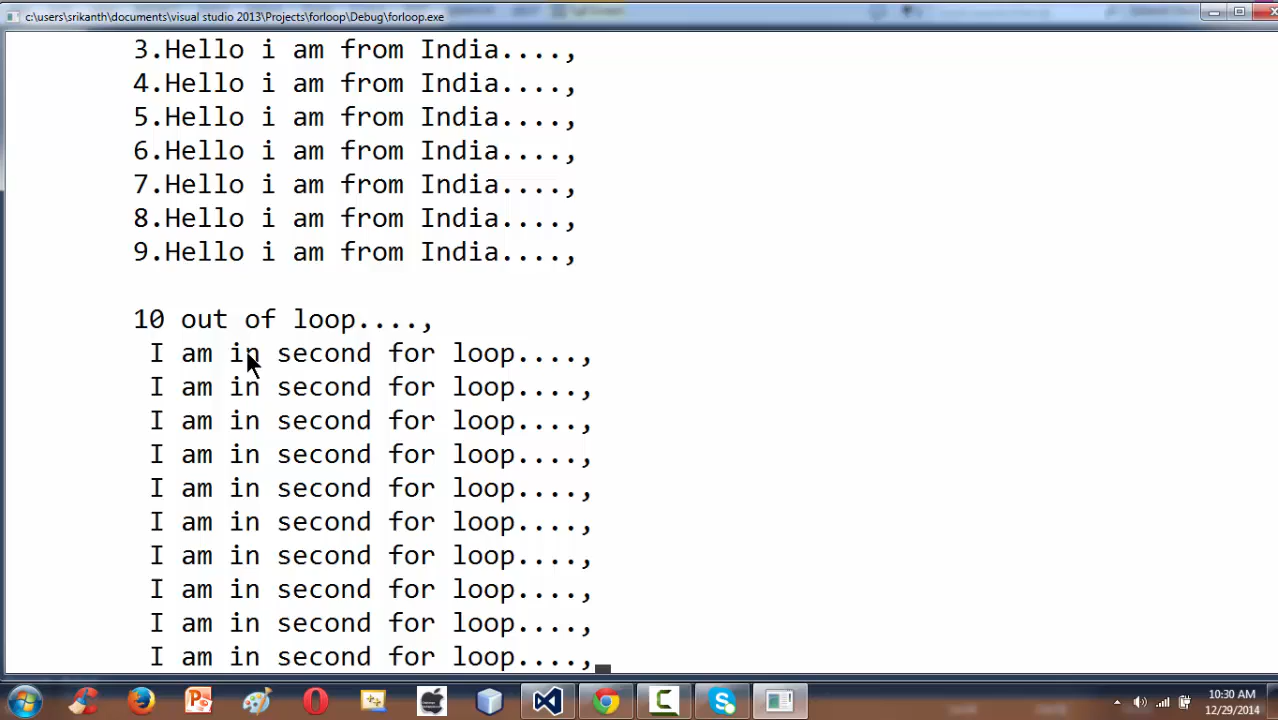 c:\users\srikanth\documents\visual studio 2013\Projects\forloop\Debug\forloop.exe
3.Hello i am from India....,
4.Hello i am from India....,
5.Hello i am from India....,
6.Hello i am from India....,
7.Hello i am from India....,
8.Hello i am from India....,
9.Hello i am from India....,
10 out of loop....,
I am in second for loop....,
I am in second for loop....,
I am in second for loop....,
I am in second for loop....,
I am in second for loop....,
I am in second for loop....,
I am in second for loop....,
I am in second for loop....,
I am in second for loop....,
I am in second for loop....,
10:30 AM
12/29/2014